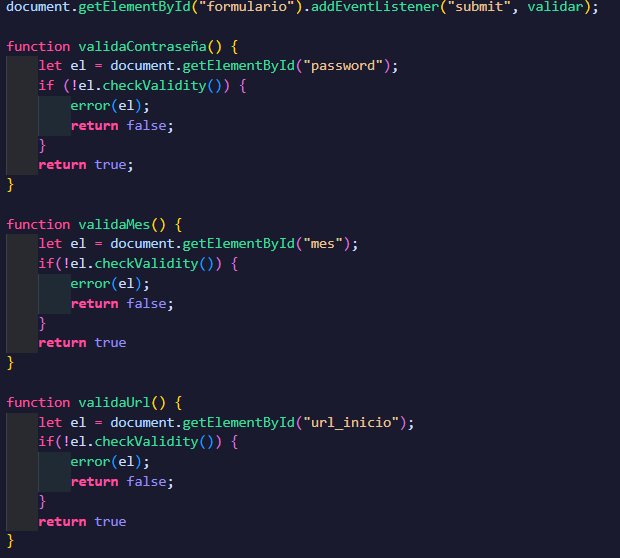 document.getElementById("formulario").addEventListener("submit", validar);
function validaContraseña() {
let el = document.getElementById("password");
if (!el.checkValidity()) {
error(el);
return false;
}
return true;
}
function validaMes() {
let el = document.getElementById("mes");
if(!el.checkValidity()) {
error(el);
return false;
}
return true
}
function validaUrl() {
let el = document.getElementById("url_inicio");
if(!el.checkValidity()) {
error(el);
return false;
}
return true
}